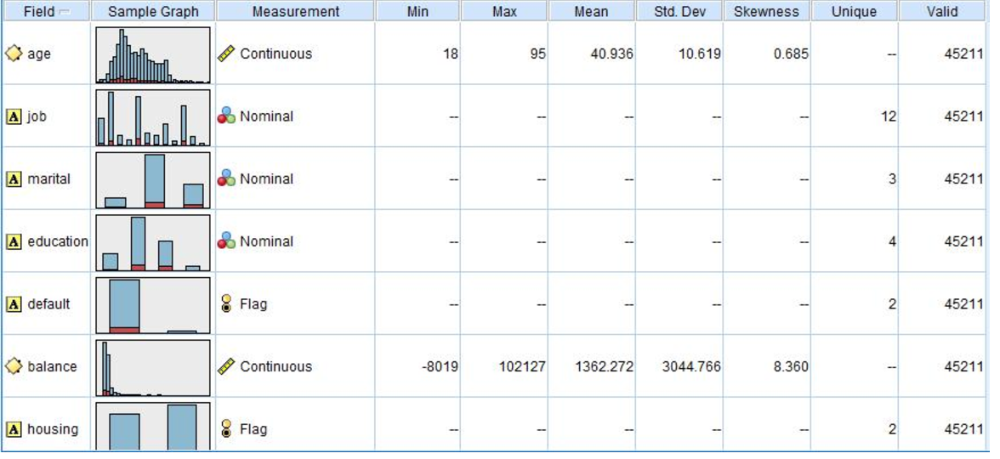 Field Sample Graph Measurement Min Max Mean Std. Dev Skewness Unique Valid
A age Continuous 18 95 40.936 10.619 0.685 -- 45211
A job Nominal -- -- -- -- -- 12 45211
A marital Nominal -- -- -- -- -- 3 45211
A education Nominal -- -- -- -- -- 4 45211
A default Flag -- -- -- -- -- 2 45211
balance Continuous -8019 102127 1362.272 3044.766 8.360 -- 45211
A housing Flag -- -- -- -- -- 2 45211